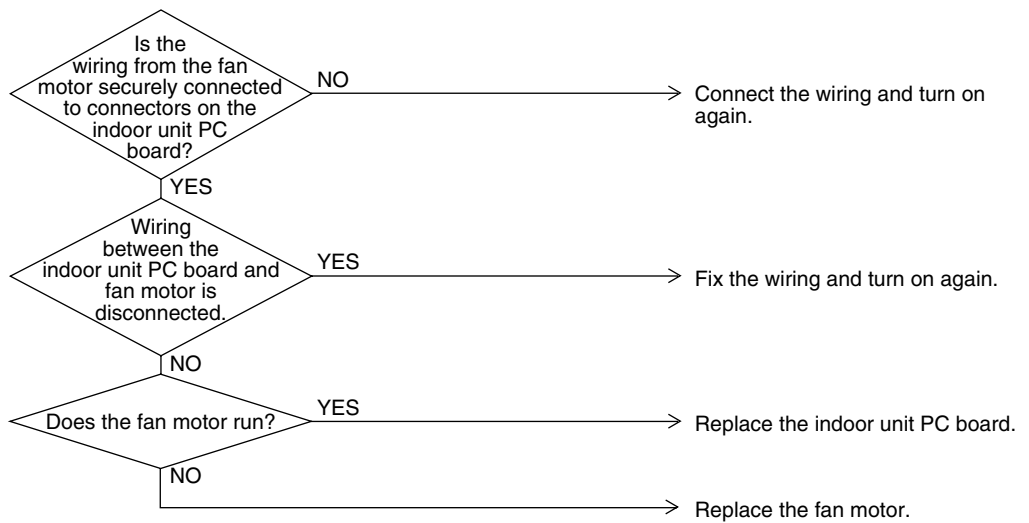 Is the
wiring from the fan
motor securely connected
to connectors on the
indoor unit PC
board?
NO
Connect the wiring and turn on
again.
YES
Wiring
between the
indoor unit PC board and
fan motor is
disconnected.
YES
Fix the wiring and turn on again.
NO
Does the fan motor run?
YES
Replace the indoor unit PC board.
NO
Replace the fan motor.